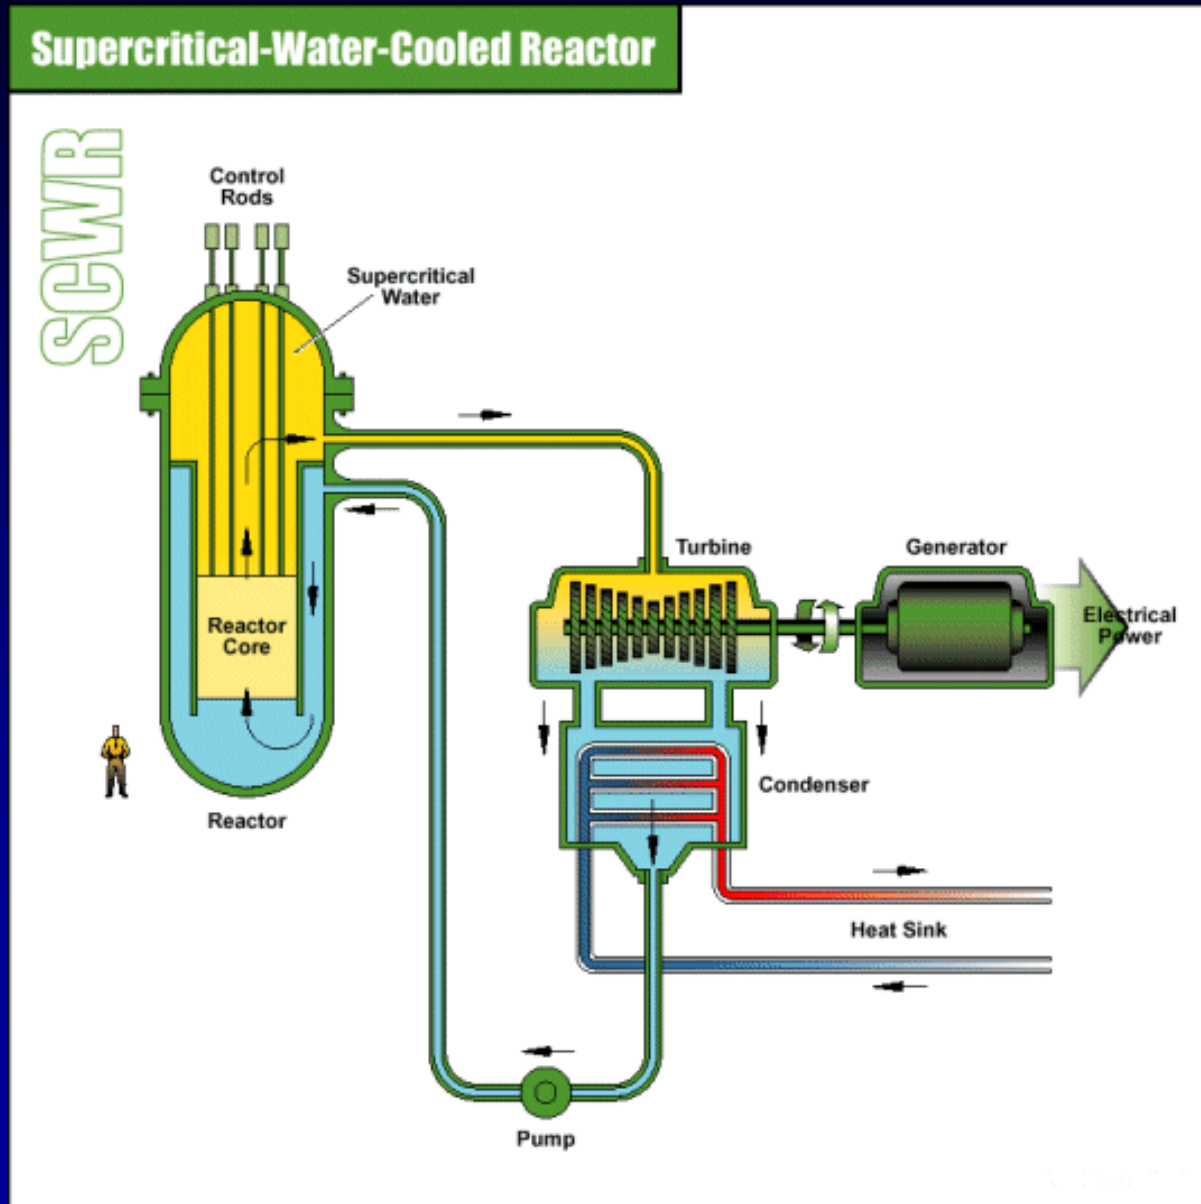 Supercritical-Water-Cooled Reactor
SCWR
Control
Rods
Supercritical
Water
Turbine
Generator
Electrical
Power
Reactor
Core
Condenser
Reactor
Heat Sink
Pump